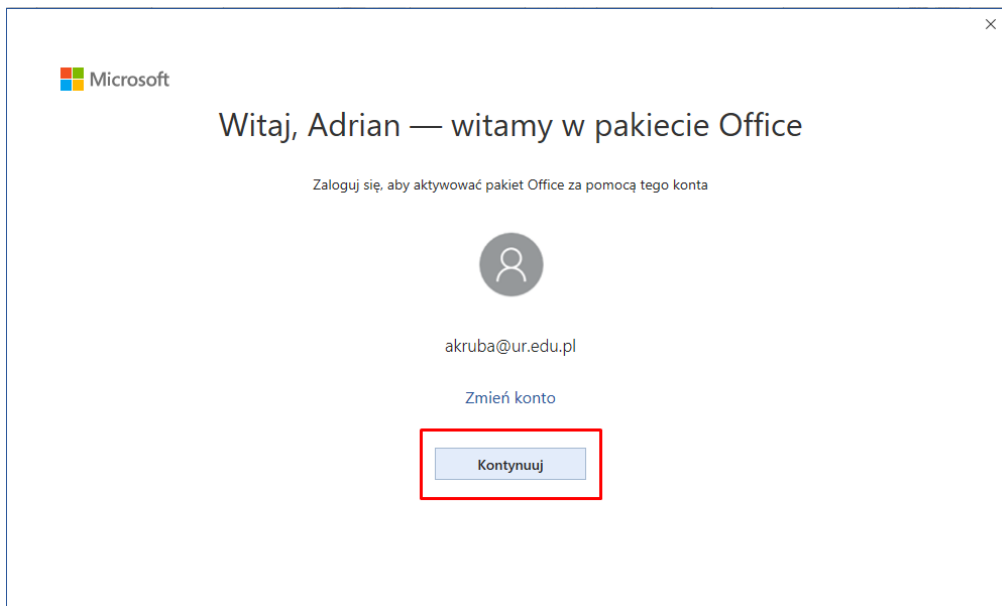 Microsoft
Witaj, Adrian — witamy w pakiecie Office
Zaloguj się, aby aktywować pakiet Office za pomocą tego konta
akruba@ur.edu.pl
Zmień konto
Kontynuuj